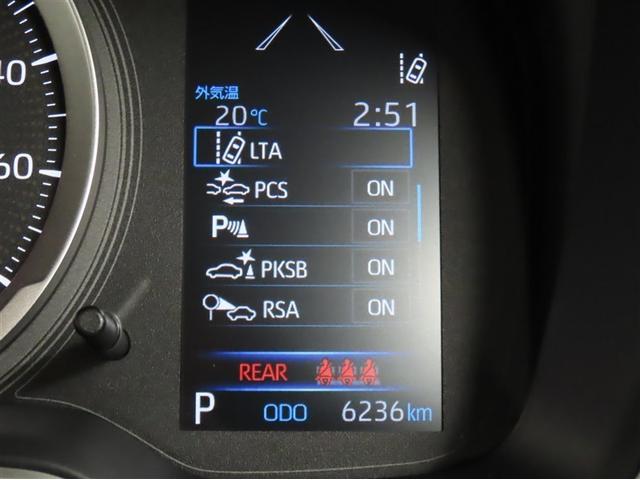 40
60
外気温
20℃ 2:51
LTA
PCS ON
P ON
PKSB ON
RSA ON
REAR
P ODO 6236km